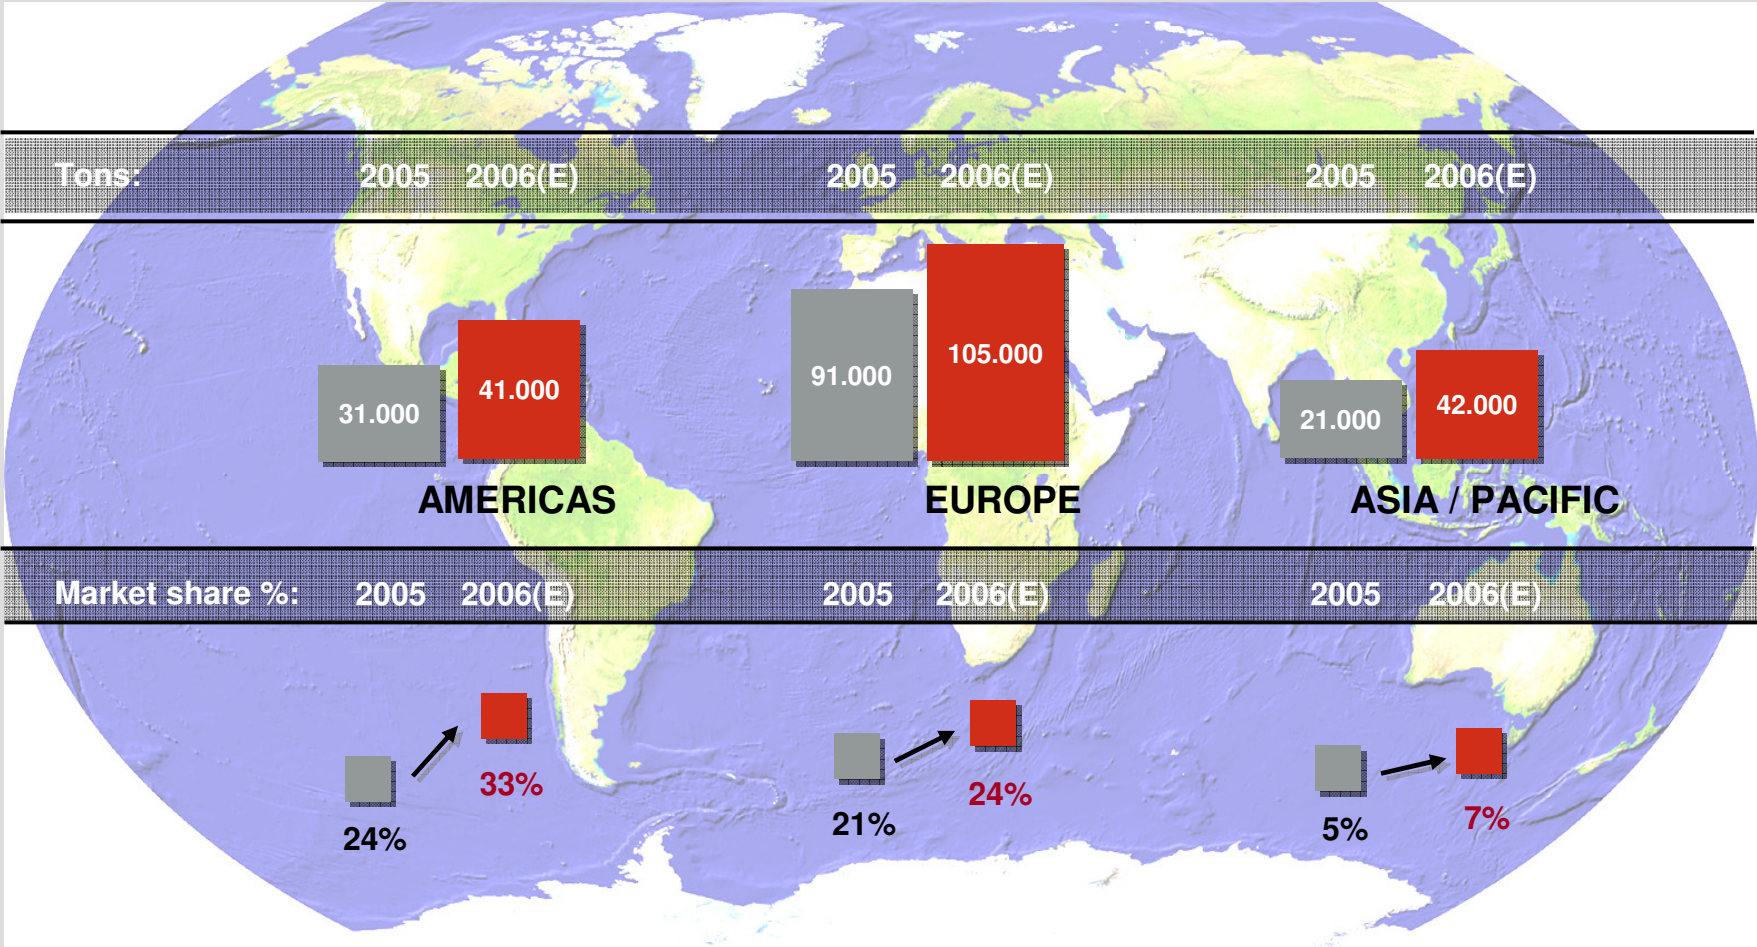 Tons: 2005 2006(E) 2005 2006(E) 2005 2006(E)
31.000 41.000 91.000 105.000 21.000 42.000
AMERICAS EUROPE ASIA / PACIFIC
Market share %: 2005 2006(E) 2005 2006(E) 2005 2006(E)
24% 33% 21% 24% 5% 7%